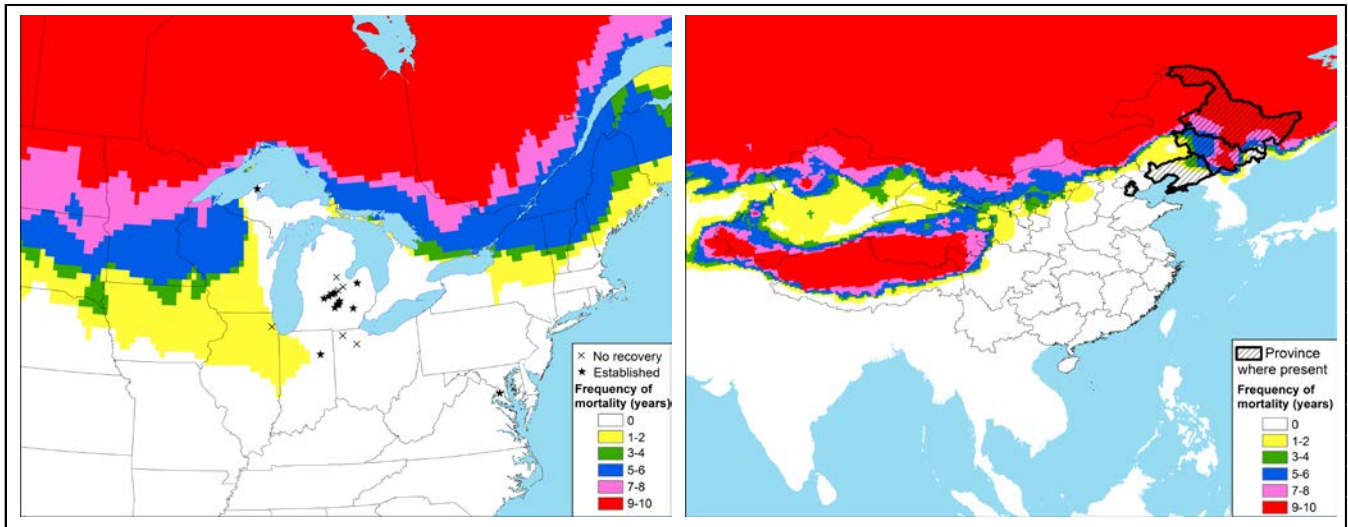 × No recovery
★ Established
Frequency of
mortality (years)
0
1-2
3-4
5-6
7-8
9-10
Province
where present
Frequency of
mortality (years)
0
1-2
3-4
5-6
7-8
9-10